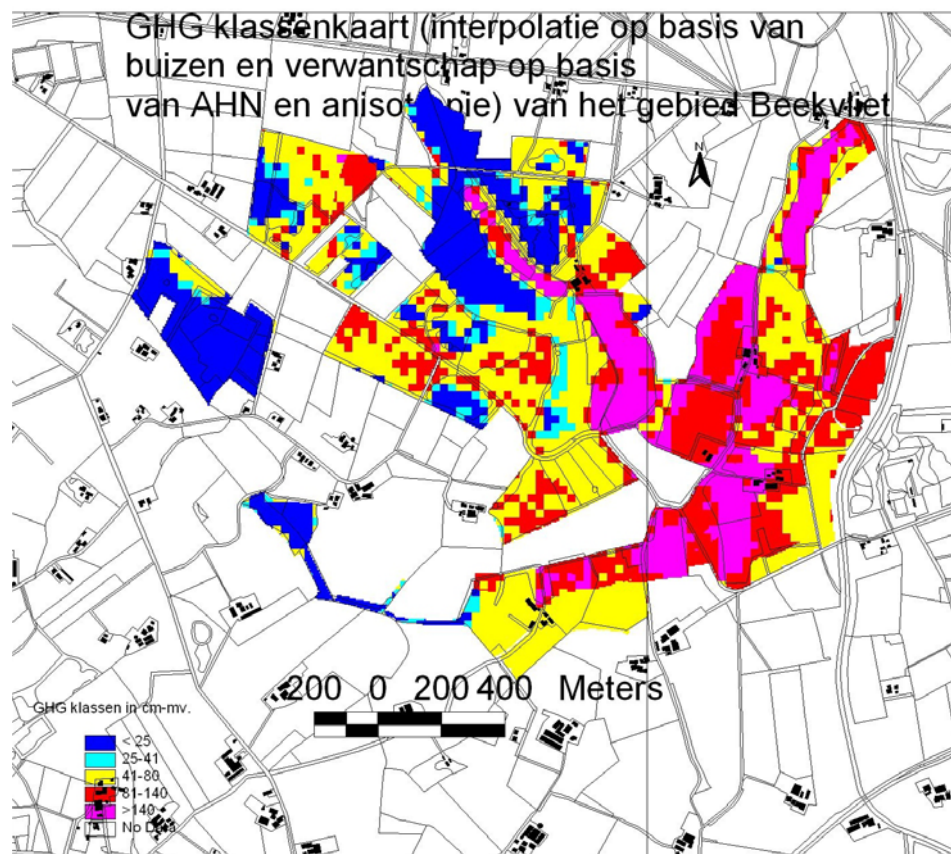 GHG klassenkaart (interpolatie op basis van
buizen en verwantschap op basis
van AHN en anisotropie) van het gebied Beekvliet
N
200 0 200 400 Meters
GHG klassen in cm-mv.
< 25
25-41
41-80
81-140
>140
No Data